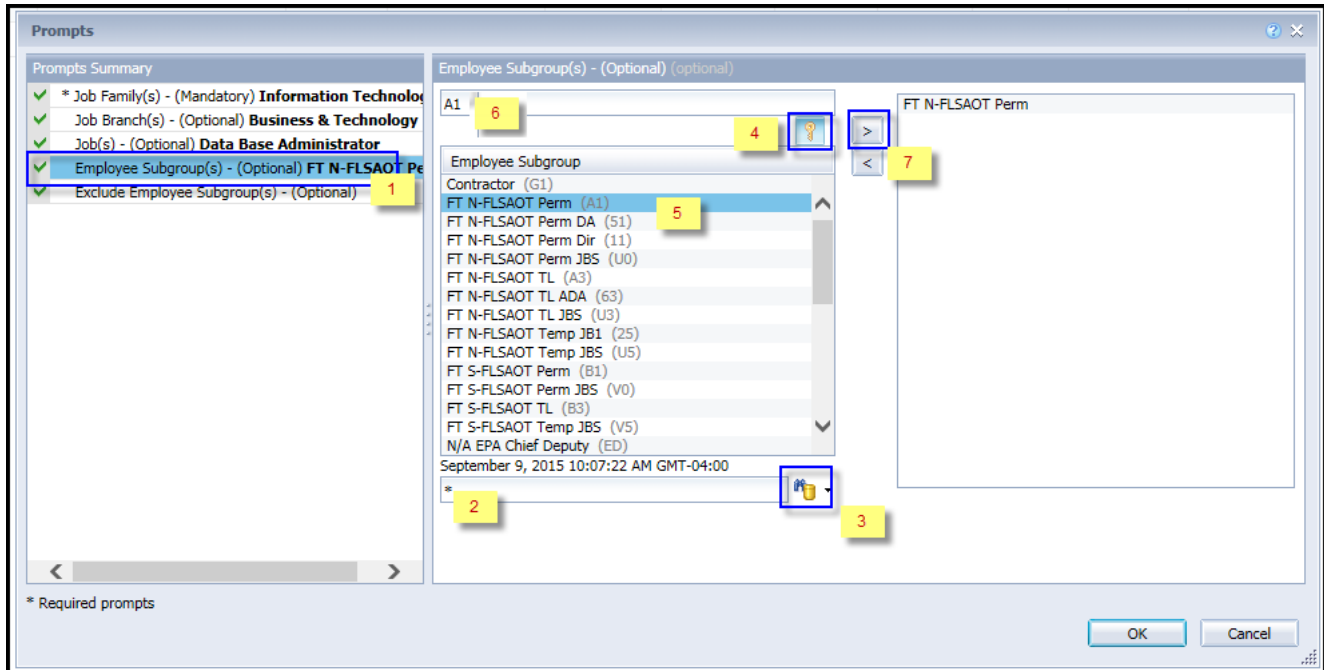 Prompts
Prompts Summary
* Job Family(s) - (Mandatory) Information Technolo
Job Branch(s) - (Optional) Business & Technology
Job(s) - (Optional) Data Base Administrator
Employee Subgroup(s) - (Optional) FT N-FLSAOT Pe
1
Exclude Employee Subgroup(s) - (Optional)
* Required prompts
Employee Subgroup(s) - (Optional) (optional)
A1
6
4
>
<
7
FT N-FLSAOT Perm
Employee Subgroup
Contractor (G1)
FT N-FLSAOT Perm (A1)
5
FT N-FLSAOT Perm DA (51)
FT N-FLSAOT Perm Dir (11)
FT N-FLSAOT Perm JBS (U0)
FT N-FLSAOT TL (A3)
FT N-FLSAOT TL ADA (63)
FT N-FLSAOT TL JBS (U3)
FT N-FLSAOT Temp JB1 (25)
FT N-FLSAOT Temp JBS (U5)
FT S-FLSAOT Perm (B1)
FT S-FLSAOT Perm JBS (V0)
FT S-FLSAOT TL (B3)
FT S-FLSAOT Temp JBS (V5)
N/A EPA Chief Deputy (ED)
September 9, 2015 10:07:22 AM GMT-04:00
*
2
3
OK
Cancel